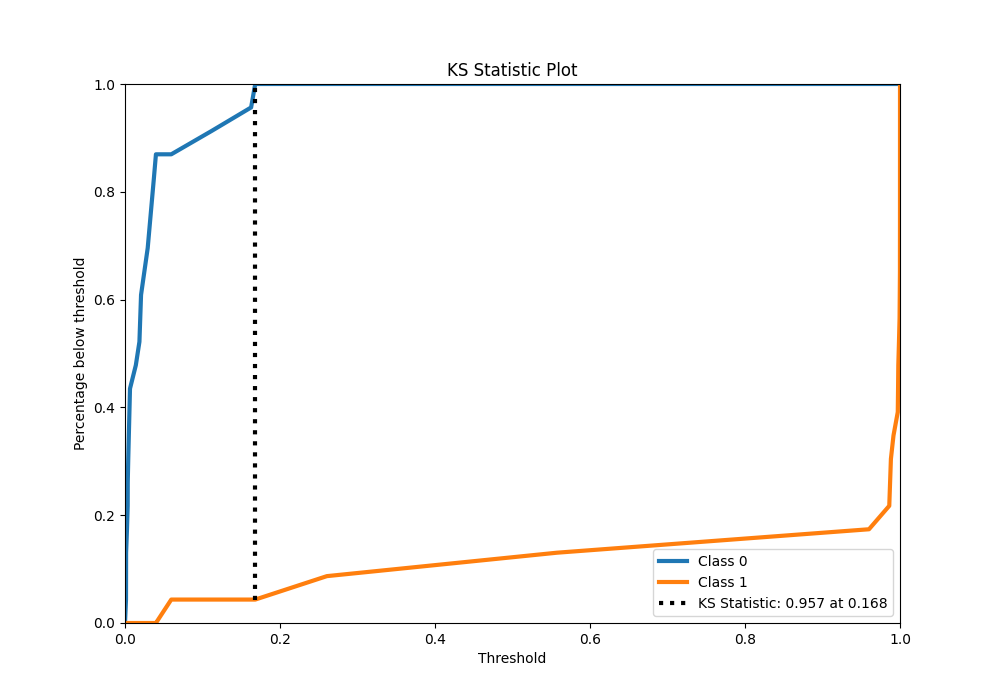 KS Statistic Plot
1.0
0.8
0.6
0.4
0.2
0.0
Percentage below threshold
0.0 0.2 0.4 0.6 0.8 1.0
Threshold
Class 0
Class 1
KS Statistic: 0.957 at 0.168